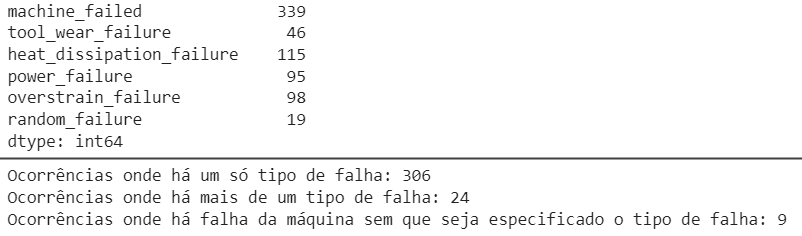 machine_failed 339
tool_wear_failure 46
heat_dissipation_failure 115
power_failure 95
overstrain_failure 98
random_failure 19
dtype: int64
Ocorrências onde há um só tipo de falha: 306
Ocorrências onde há mais de um tipo de falha: 24
Ocorrências onde há falha da máquina sem que seja especificado o tipo de falha: 9